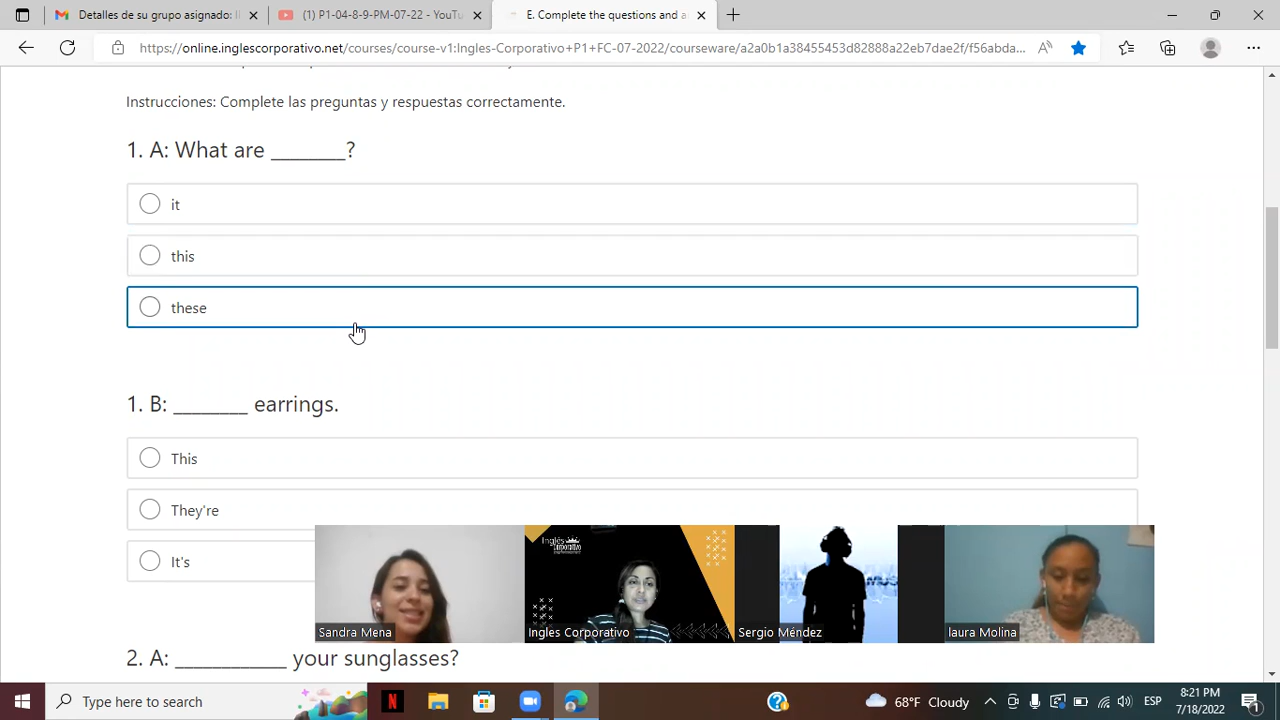 Detalles de su grupo asignado: I
(1) P1-04-8-9-PM-07-22 - YouTu
E. Complete the questions and a
https://online.inglescorporativo.net/courses/course-v1:Ingles-Corporativo+P1+FC-07-2022/courseware/a2a0b1a38455453d82888a22eb7dae2f/f56abda...
Instrucciones: Complete las preguntas y respuestas correctamente.
1. A: What are ________?
it
this
these
1. B: ________ earrings.
This
They're
It's
Inglés
Corporativo
Sandra Mena
Ingles Corporativo
Sergio Méndez
laura Molina
2. A: ____________ your sunglasses?
Type here to search
68°F Cloudy
ESP
8:21 PM
7/18/2022
1